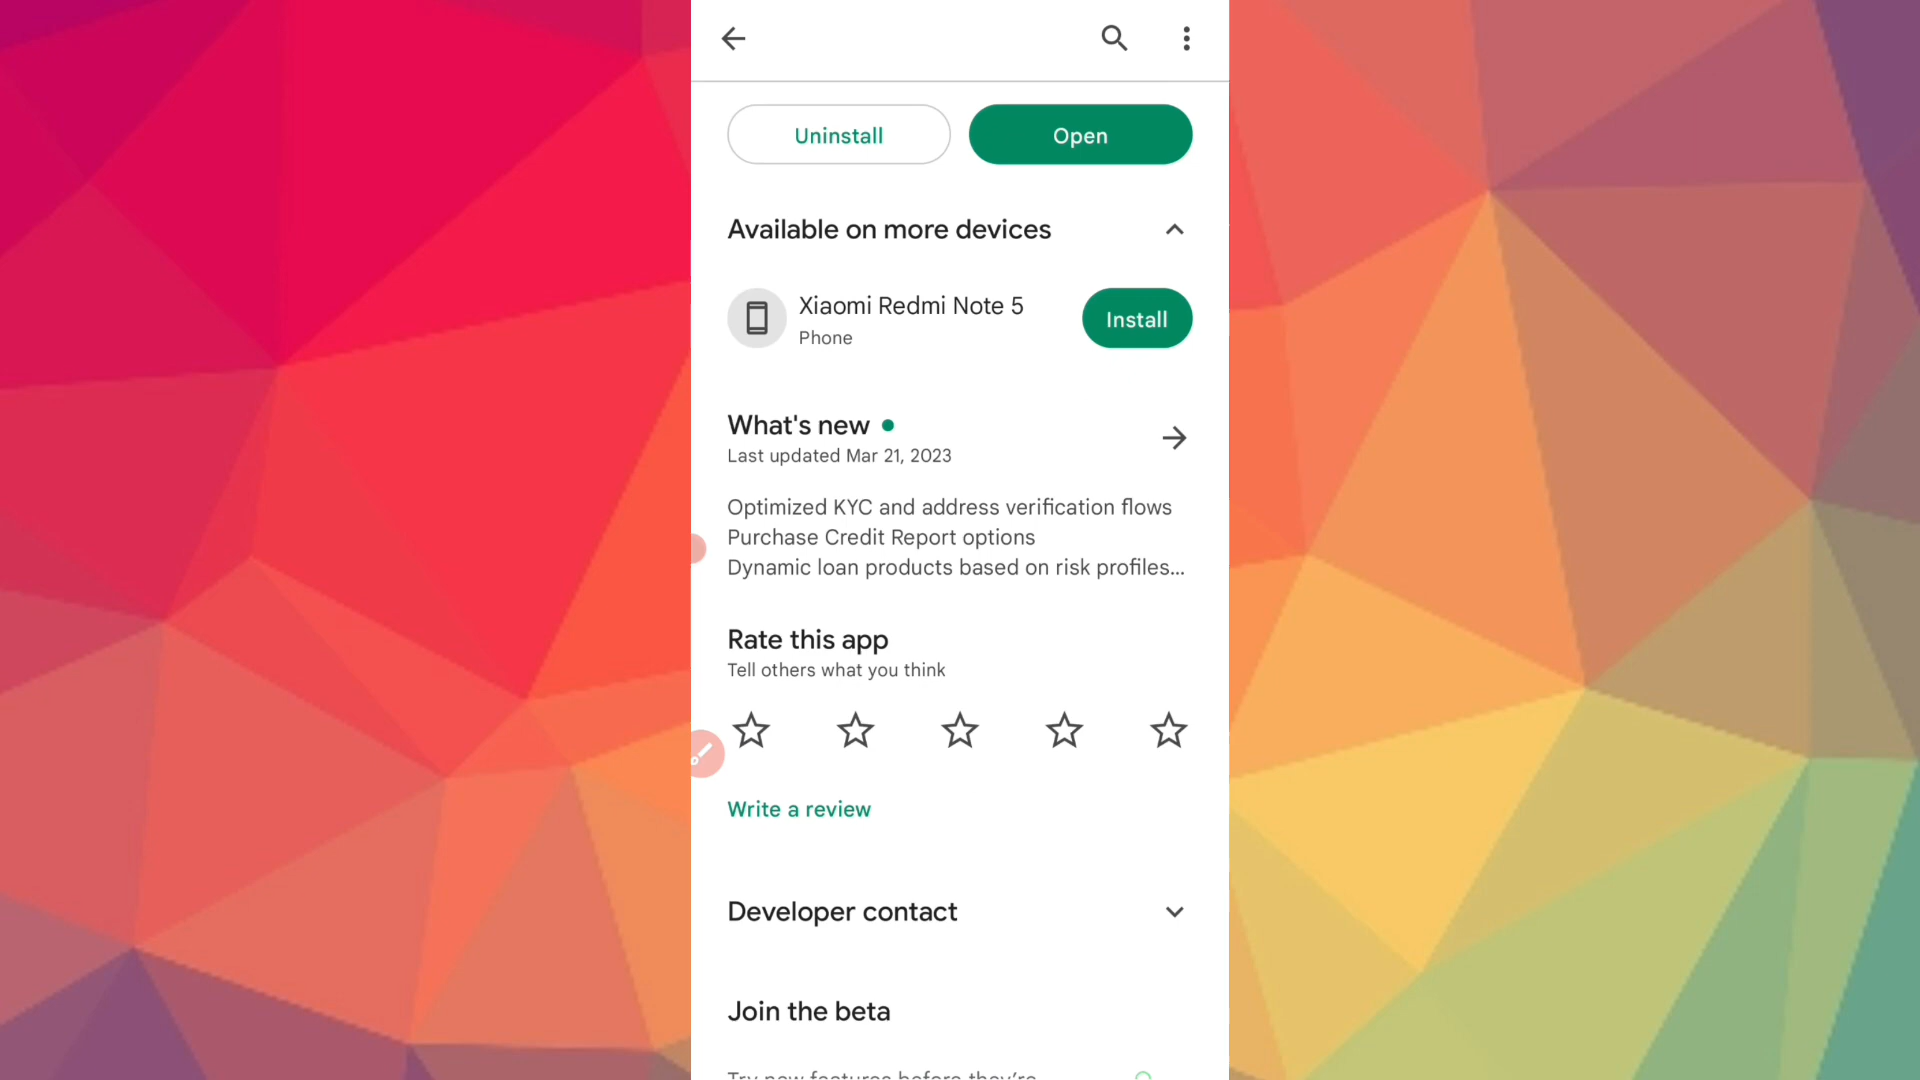 Uninstall
Open
Available on more devices
Xiaomi Redmi Note 5
Phone
Install
What's new
Last updated Mar 21, 2023
Optimized KYC and address verification flows
Purchase Credit Report options
Dynamic loan products based on risk profiles...
Rate this app
Tell others what you think
Write a review
Developer contact
Join the beta
Try new features before they're